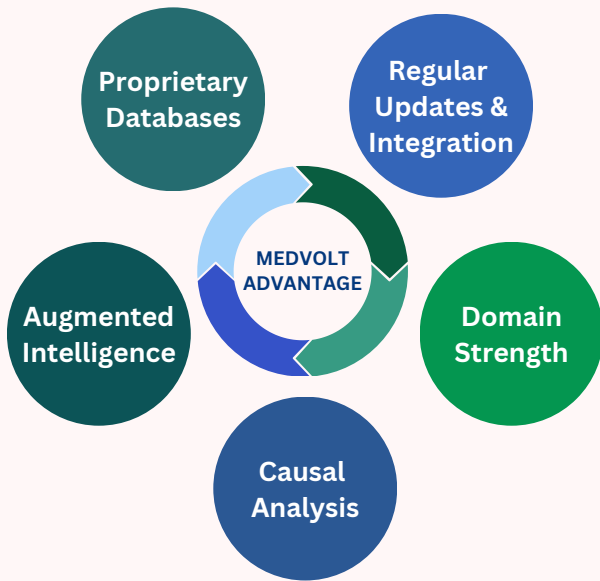 Proprietary
Databases
Regular
Updates &
Integration
MEDVOLT
ADVANTAGE
Augmented
Intelligence
Domain
Strength
Causal
Analysis